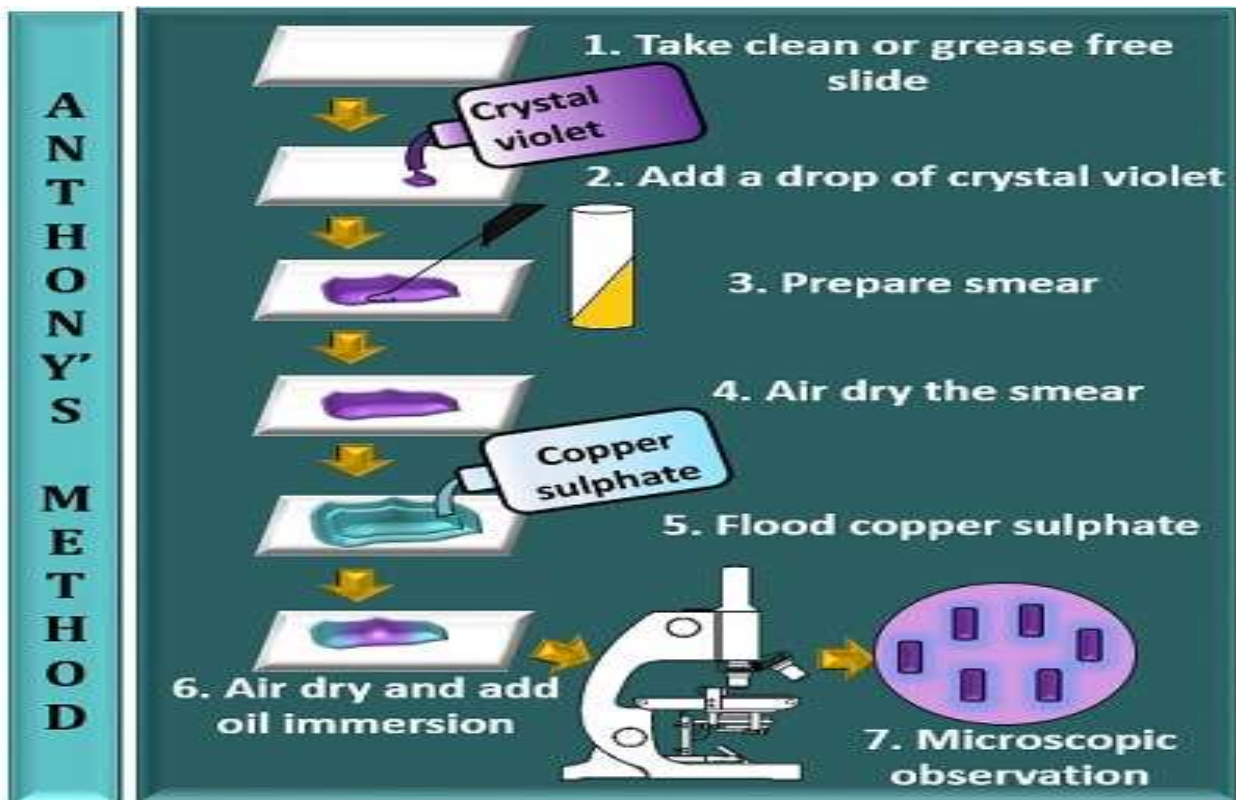 ANTHONY'S METHOD
1. Take clean or grease free
slide
Crystal
violet
2. Add a drop of crystal violet
3. Prepare smear
4. Air dry the smear
Copper
sulphate
5. Flood copper sulphate
6. Air dry and add
oil immersion
7. Microscopic
observation